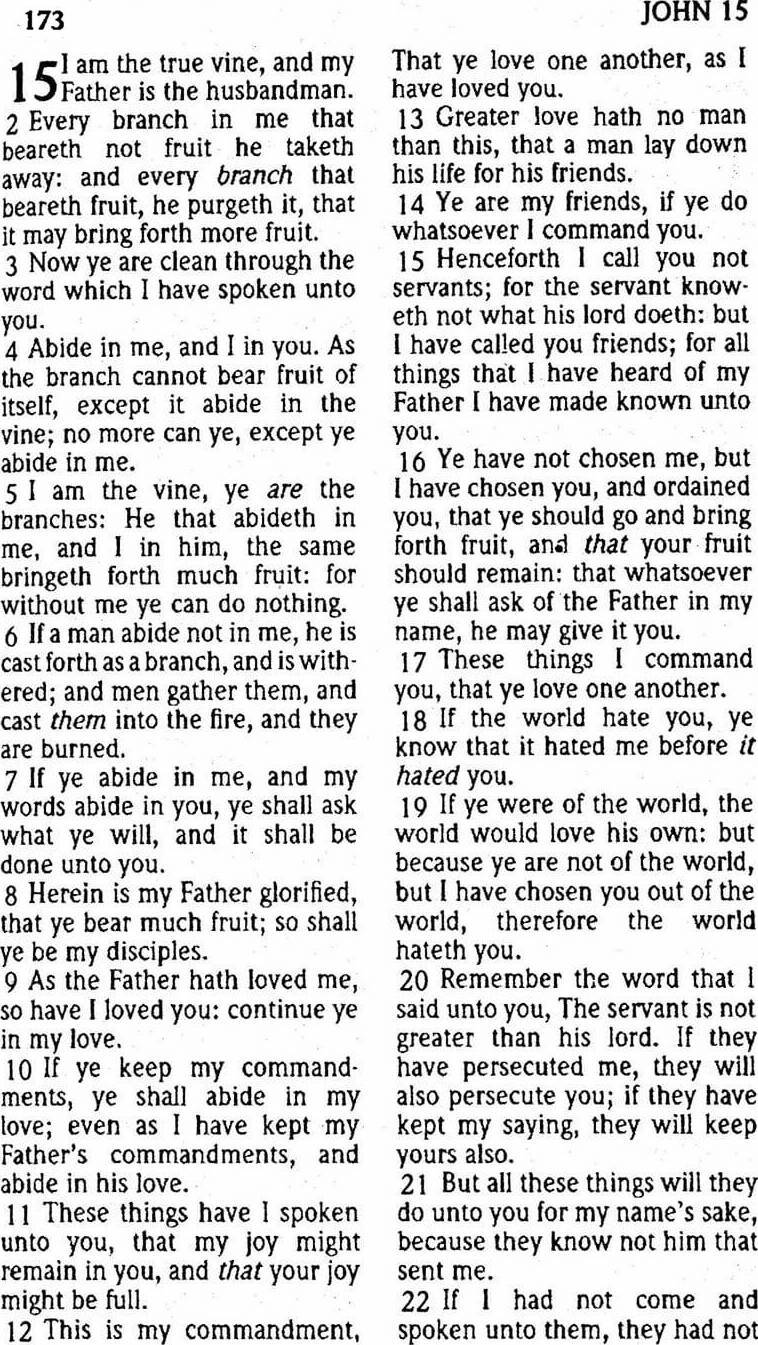 173
JOHN 15
15 I am the true vine, and my
Father is the husbandman.
2 Every branch in me that
beareth not fruit he taketh
away: and every branch that
beareth fruit, he purgeth it, that
it may bring forth more fruit.
3 Now ye are clean through the
word which I have spoken unto
you.
4 Abide in me, and I in you. As
the branch cannot bear fruit of
itself, except it abide in the
vine; no more can ye, except ye
abide in me.
5 I am the vine, ye are the
branches: He that abideth in
me, and I in him, the same
bringeth forth much fruit: for
without me ye can do nothing.
6 If a man abide not in me, he is
cast forth as a branch, and is with-
ered; and men gather them, and
cast them into the fire, and they
are burned.
7 If ye abide in me, and my
words abide in you, ye shall ask
what ye will, and it shall be
done unto you.
8 Herein is my Father glorified,
that ye bear much fruit; so shall
ye be my disciples.
9 As the Father hath loved me,
so have I loved you: continue ye
in my love.
10 If ye keep my command-
ments, ye shall abide in my
love; even as I have kept my
Father's commandments, and
abide in his love.
11 These things have I spoken
unto you, that my joy might
remain in you, and that your joy
might be full.
12 This is my commandment,
That ye love one another, as I
have loved you.
13 Greater love hath no man
than this, that a man lay down
his life for his friends.
14 Ye are my friends, if ye do
whatsoever I command you.
15 Henceforth I call you not
servants; for the servant know-
eth not what his lord doeth: but
I have called you friends; for all
things that I have heard of my
Father I have made known unto
you.
16 Ye have not chosen me, but
I have chosen you, and ordained
you, that ye should go and bring
forth fruit, and that your fruit
should remain: that whatsoever
ye shall ask of the Father in my
name, he may give it you.
17 These things I command
you, that ye love one another.
18 If the world hate you, ye
know that it hated me before it
hated you.
19 If ye were of the world, the
world would love his own: but
because ye are not of the world,
but I have chosen you out of the
world, therefore the world
hateth you.
20 Remember the word that I
said unto you, The servant is not
greater than his lord. If they
have persecuted me, they will
also persecute you; if they have
kept my saying, they will keep
yours also.
21 But all these things will they
do unto you for my name's sake,
because they know not him that
sent me.
22 If I had not come and
spoken unto them, they had not